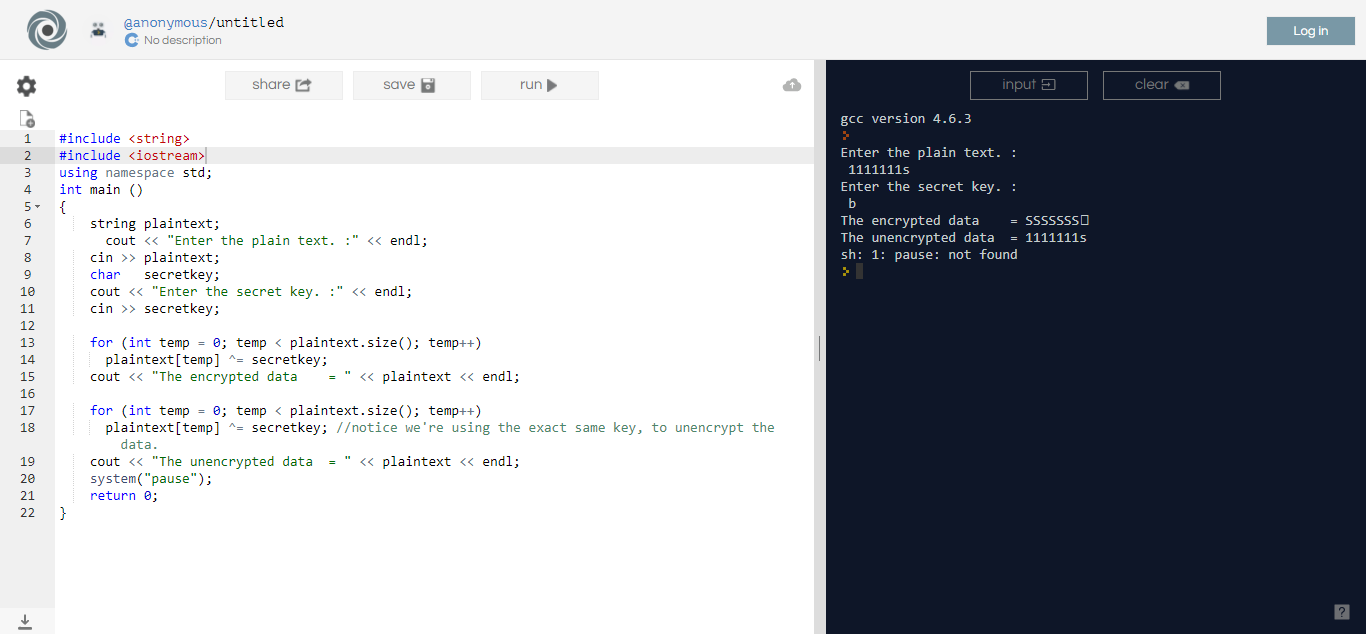 @anonymous/untitled
No description
Log In
share
save
run
input
clear
1 #include <string>
2 #include <iostream>
3 using namespace std;
4 int main ()
5 {
6 string plaintext;
7 cout << "Enter the plain text. :" << endl;
8 cin >> plaintext;
9 char   secretkey;
10 cout << "Enter the secret key. :" << endl;
11 cin >> secretkey;
12
13 for (int temp = 0; temp < plaintext.size(); temp++)
14 plaintext[temp] ^= secretkey;
15 cout << "The encrypted data    = " << plaintext << endl;
16
17 for (int temp = 0; temp < plaintext.size(); temp++)
18 plaintext[temp] ^= secretkey; //notice we're using the exact same key, to unencrypt the
data.
19 cout << "The unencrypted data  = " << plaintext << endl;
20 system("pause");
21 return 0;
22 }
gcc version 4.6.3
Enter the plain text. :
1111111s
Enter the secret key. :
b
The encrypted data    = SSSSSSS
The unencrypted data  = 1111111s
sh: 1: pause: not found
?